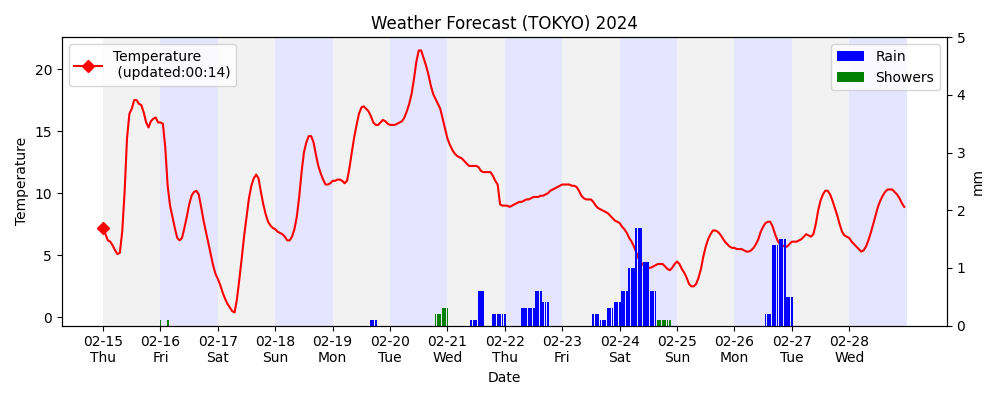 Weather Forecast (TOKYO) 2024
Temperature
(updated:00:14)
Rain
Showers
Temperature
20
15
10
5
0
5
4
3
2
1
0
mm
02-15 02-16 02-17 02-18 02-19 02-20 02-21 02-22 02-23 02-24 02-25 02-26 02-27 02-28
Thu Fri Sat Sun Mon Tue Wed Thu Fri Sat Sun Mon Tue Wed
Date